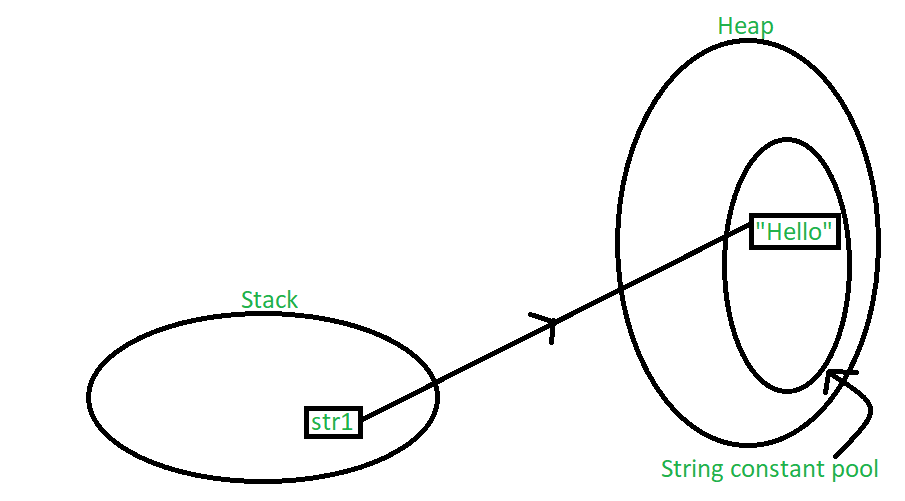 Heap
"Hello"
Stack
str1
String constant pool